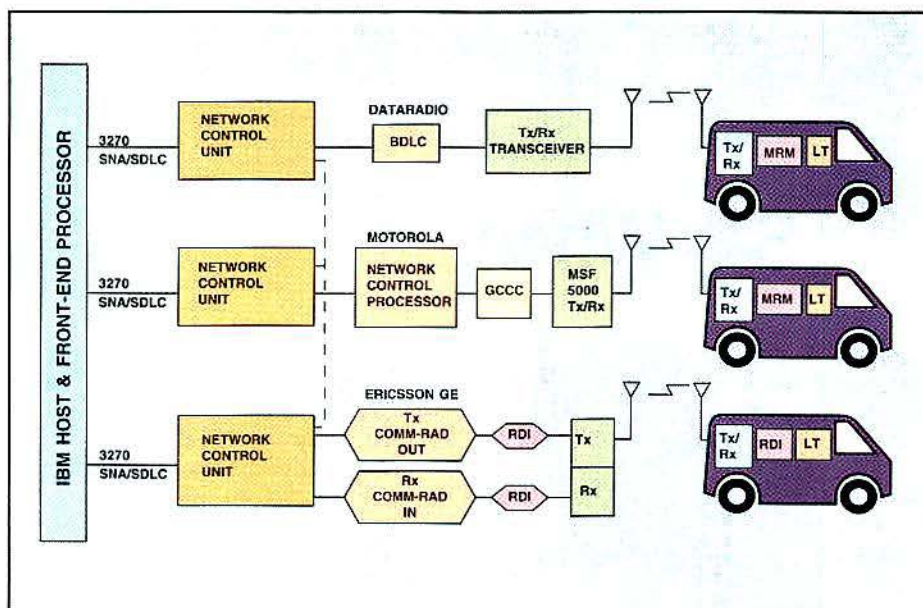 IBM HOST & FRONT-END PROCESSOR
3270
SNA/SDLC
NETWORK
CONTROL
UNIT
DATARADIO
BDLC
Tx/Rx
TRANSCEIVER
Tx/
Rx
MRM
LT
3270
SNA/SDLC
NETWORK
CONTROL
UNIT
MOTOROLA
NETWORK
CONTROL
PROCESSOR
GCCC
MSF
5000
Tx/Rx
Tx/
Rx
MRM
LT
3270
SNA/SDLC
NETWORK
CONTROL
UNIT
ERICSSON GE
Tx
COMM-RAD
OUT
RDI
Tx
Rx
COMM-RAD
IN
RDI
Rx
Tx/
Rx
RDI
LT